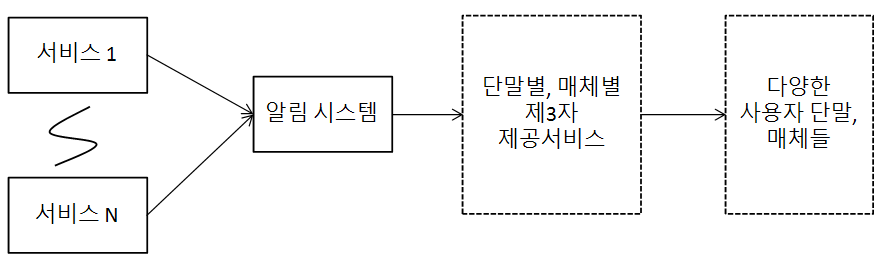 서비스 1
서비스 N
알림 시스템
단말별, 매체별
제3자
제공서비스
다양한
사용자 단말,
매체들